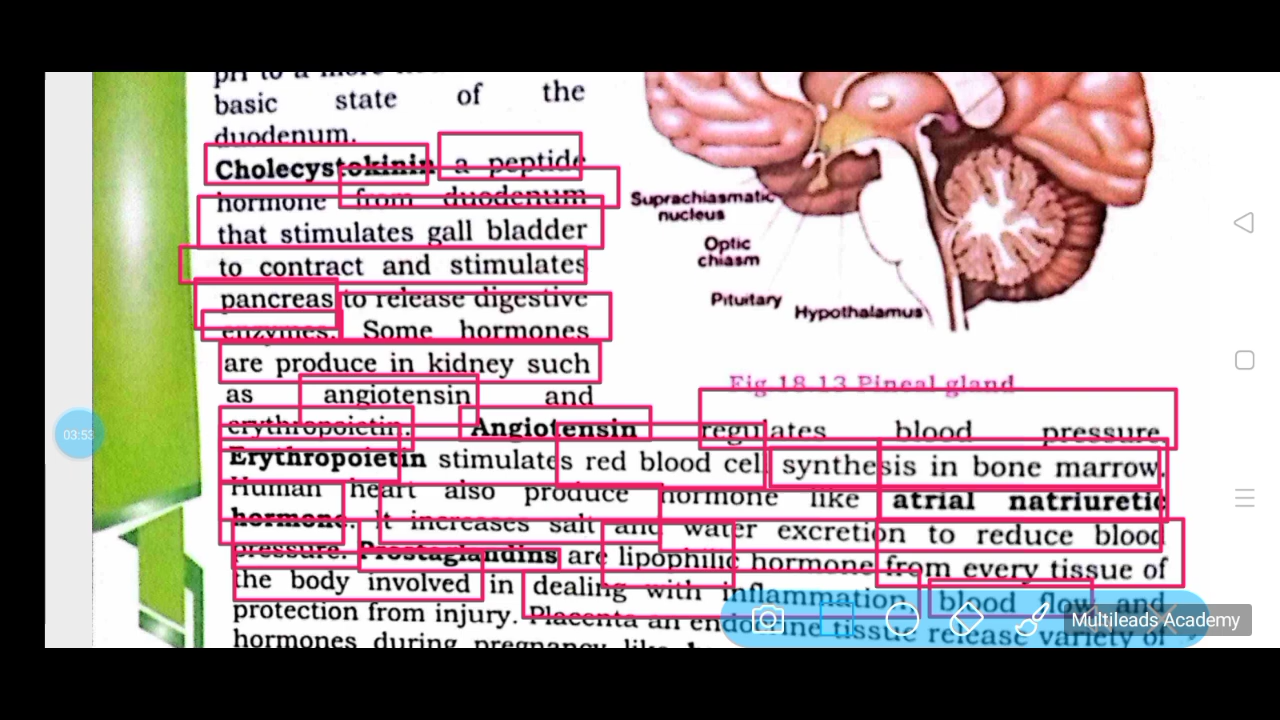 basic state of the
duodenum.
Cholecystokinin a peptide
hormone from duodenum
that stimulates gall bladder
to contract and stimulates
pancreas to release digestive
enzymes. Some hormones
are produce in kidney such
as angiotensin and
erythropoietin. Angiotensin regulates blood pressure.
Erythropoietin stimulates red blood cell synthesis in bone marrow.
Human heart also produce hormone like atrial natriuretic
hormone. It increases salt and water excretion to reduce blood
pressure. Prostaglandins are lipophilic hormone from every tissue of
the body involved in dealing with inflammation, blood flow and
protection from injury. Placenta an endocrine tissue release variety of
hormones during pregnancy like
Suprachiasmatic
nucleus
Optic
chiasm
Pituitary
Hypothalamus
Fig 18.13 Pineal gland
03:53
Multileads Academy